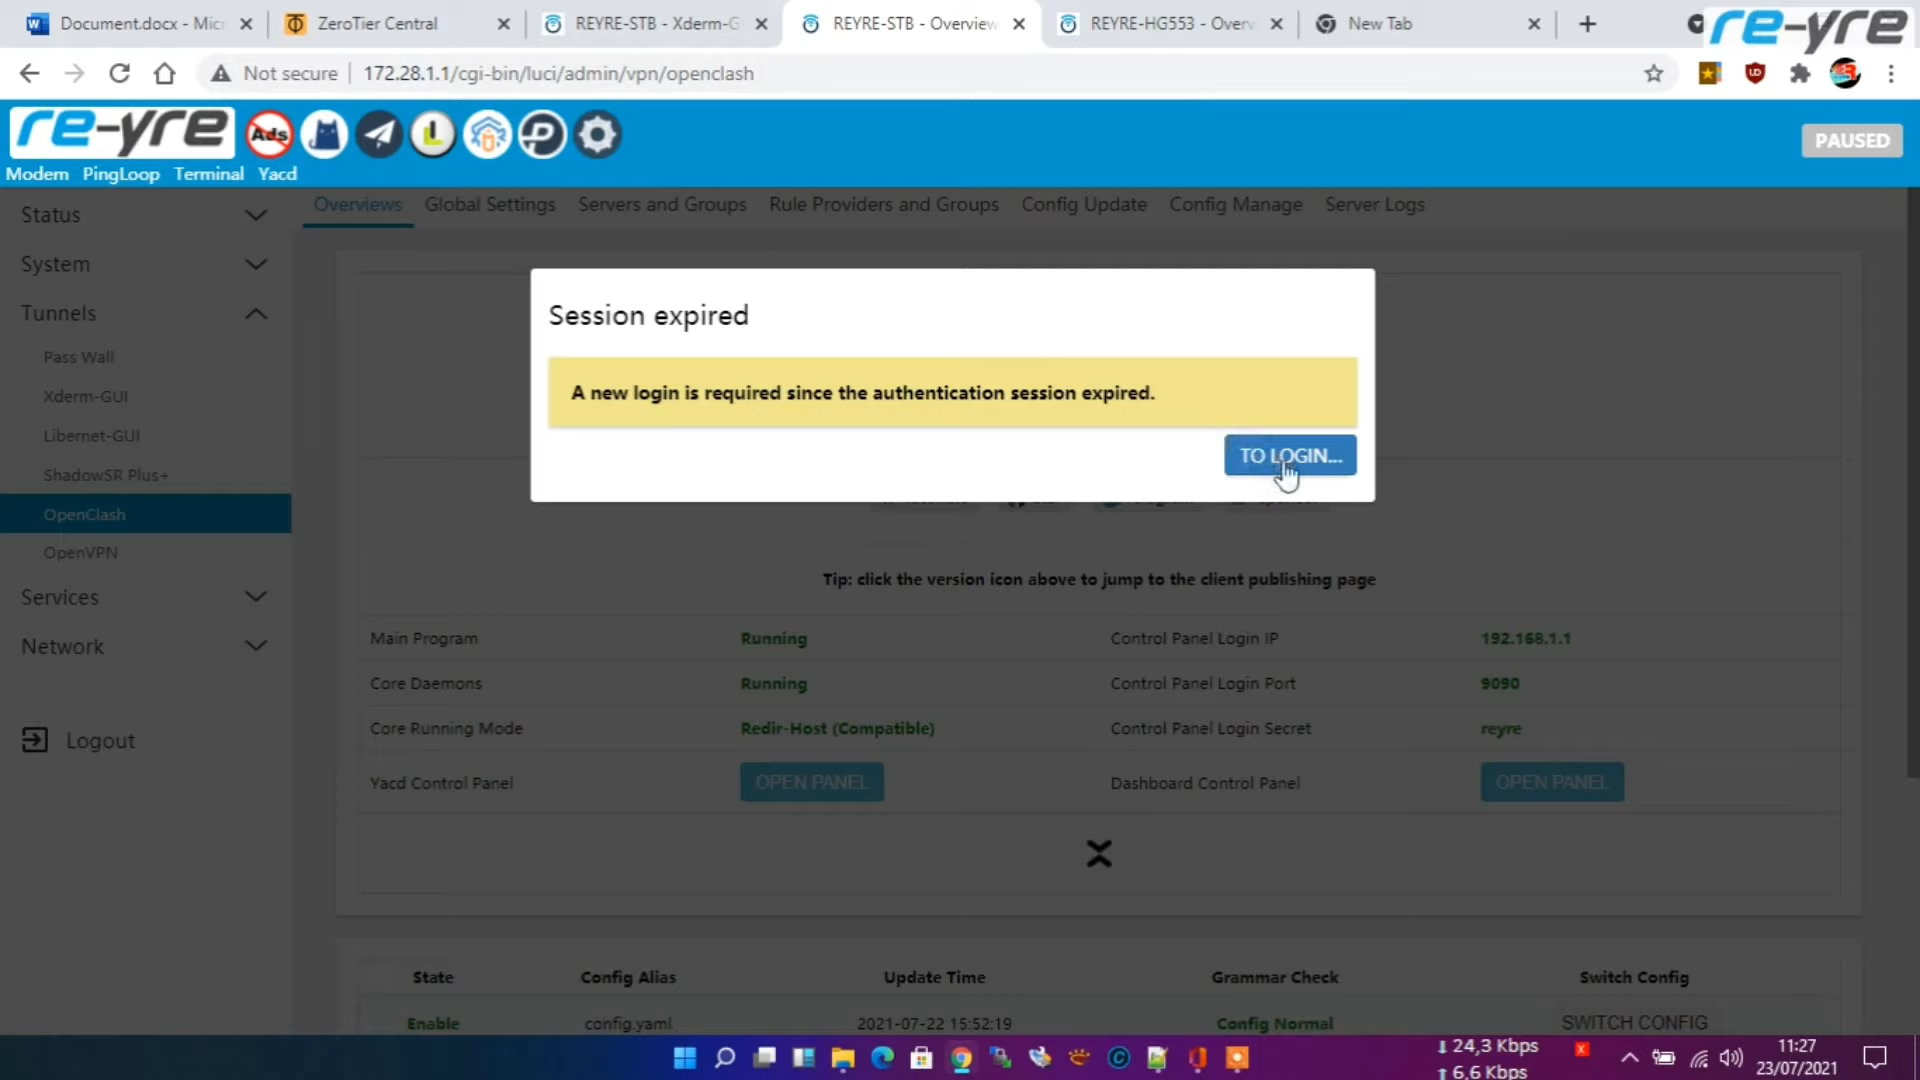 Document.docx - Mic
ZeroTier Central
REYRE-STB - Xderm-G
REYRE-STB - Overview
REYRE-HG553 - Overv
New Tab
re-yre
Not secure
172.28.1.1/cgi-bin/luci/admin/vpn/openclash
re-yre
Ads
PAUSED
Modem PingLoop Terminal Yacd
Status
System
Tunnels
Pass Wall
Xderm-GUI
Libernet-GUI
ShadowSR Plus+
OpenClash
OpenVPN
Services
Network
Logout
Overviews Global Settings Servers and Groups Rule Providers and Groups Config Update Config Manage Server Logs
Session expired
A new login is required since the authentication session expired.
TO LOGIN...
Tip: click the version icon above to jump to the client publishing page
Main Program Running Control Panel Login IP 192.168.1.1
Core Daemons Running Control Panel Login Port 9090
Core Running Mode Redir-Host (Compatible) Control Panel Login Secret reyre
Yacd Control Panel OPEN PANEL Dashboard Control Panel OPEN PANEL
State Config Alias Update Time Grammar Check Switch Config
Enable config.yaml 2021-07-22 15:52:19 Config Normal SWITCH CONFIG
24,3 Kbps
6,6 Kbps
11:27
23/07/2021